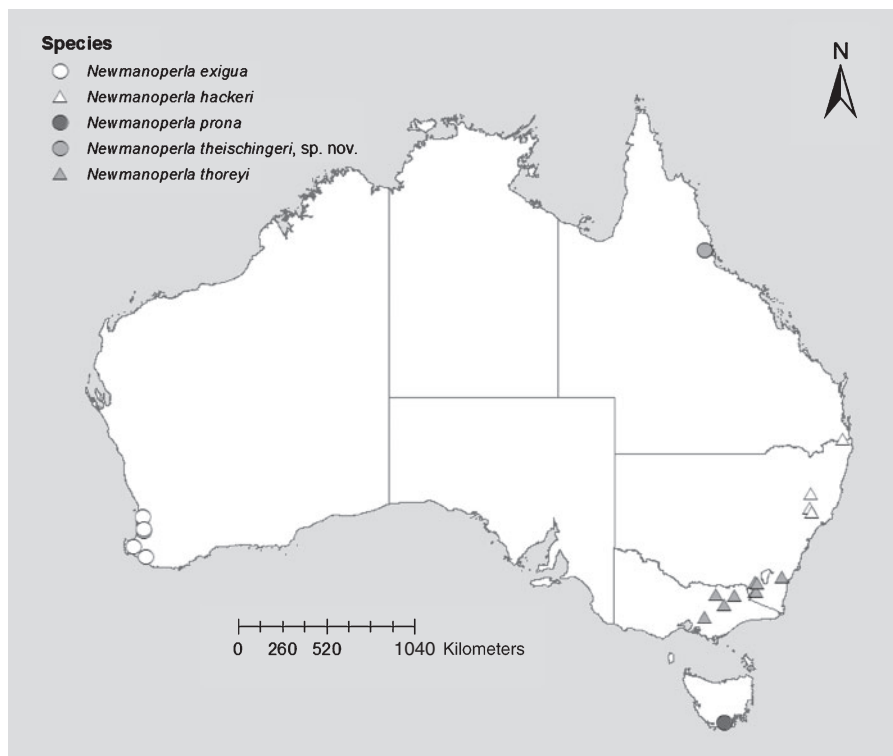 Species
Newmanoperla exigua
Newmanoperla hackeri
Newmanoperla prona
Newmanoperla theischingeri, sp. nov.
Newmanoperla thoreyi
N
0 260 520 1040 Kilometers